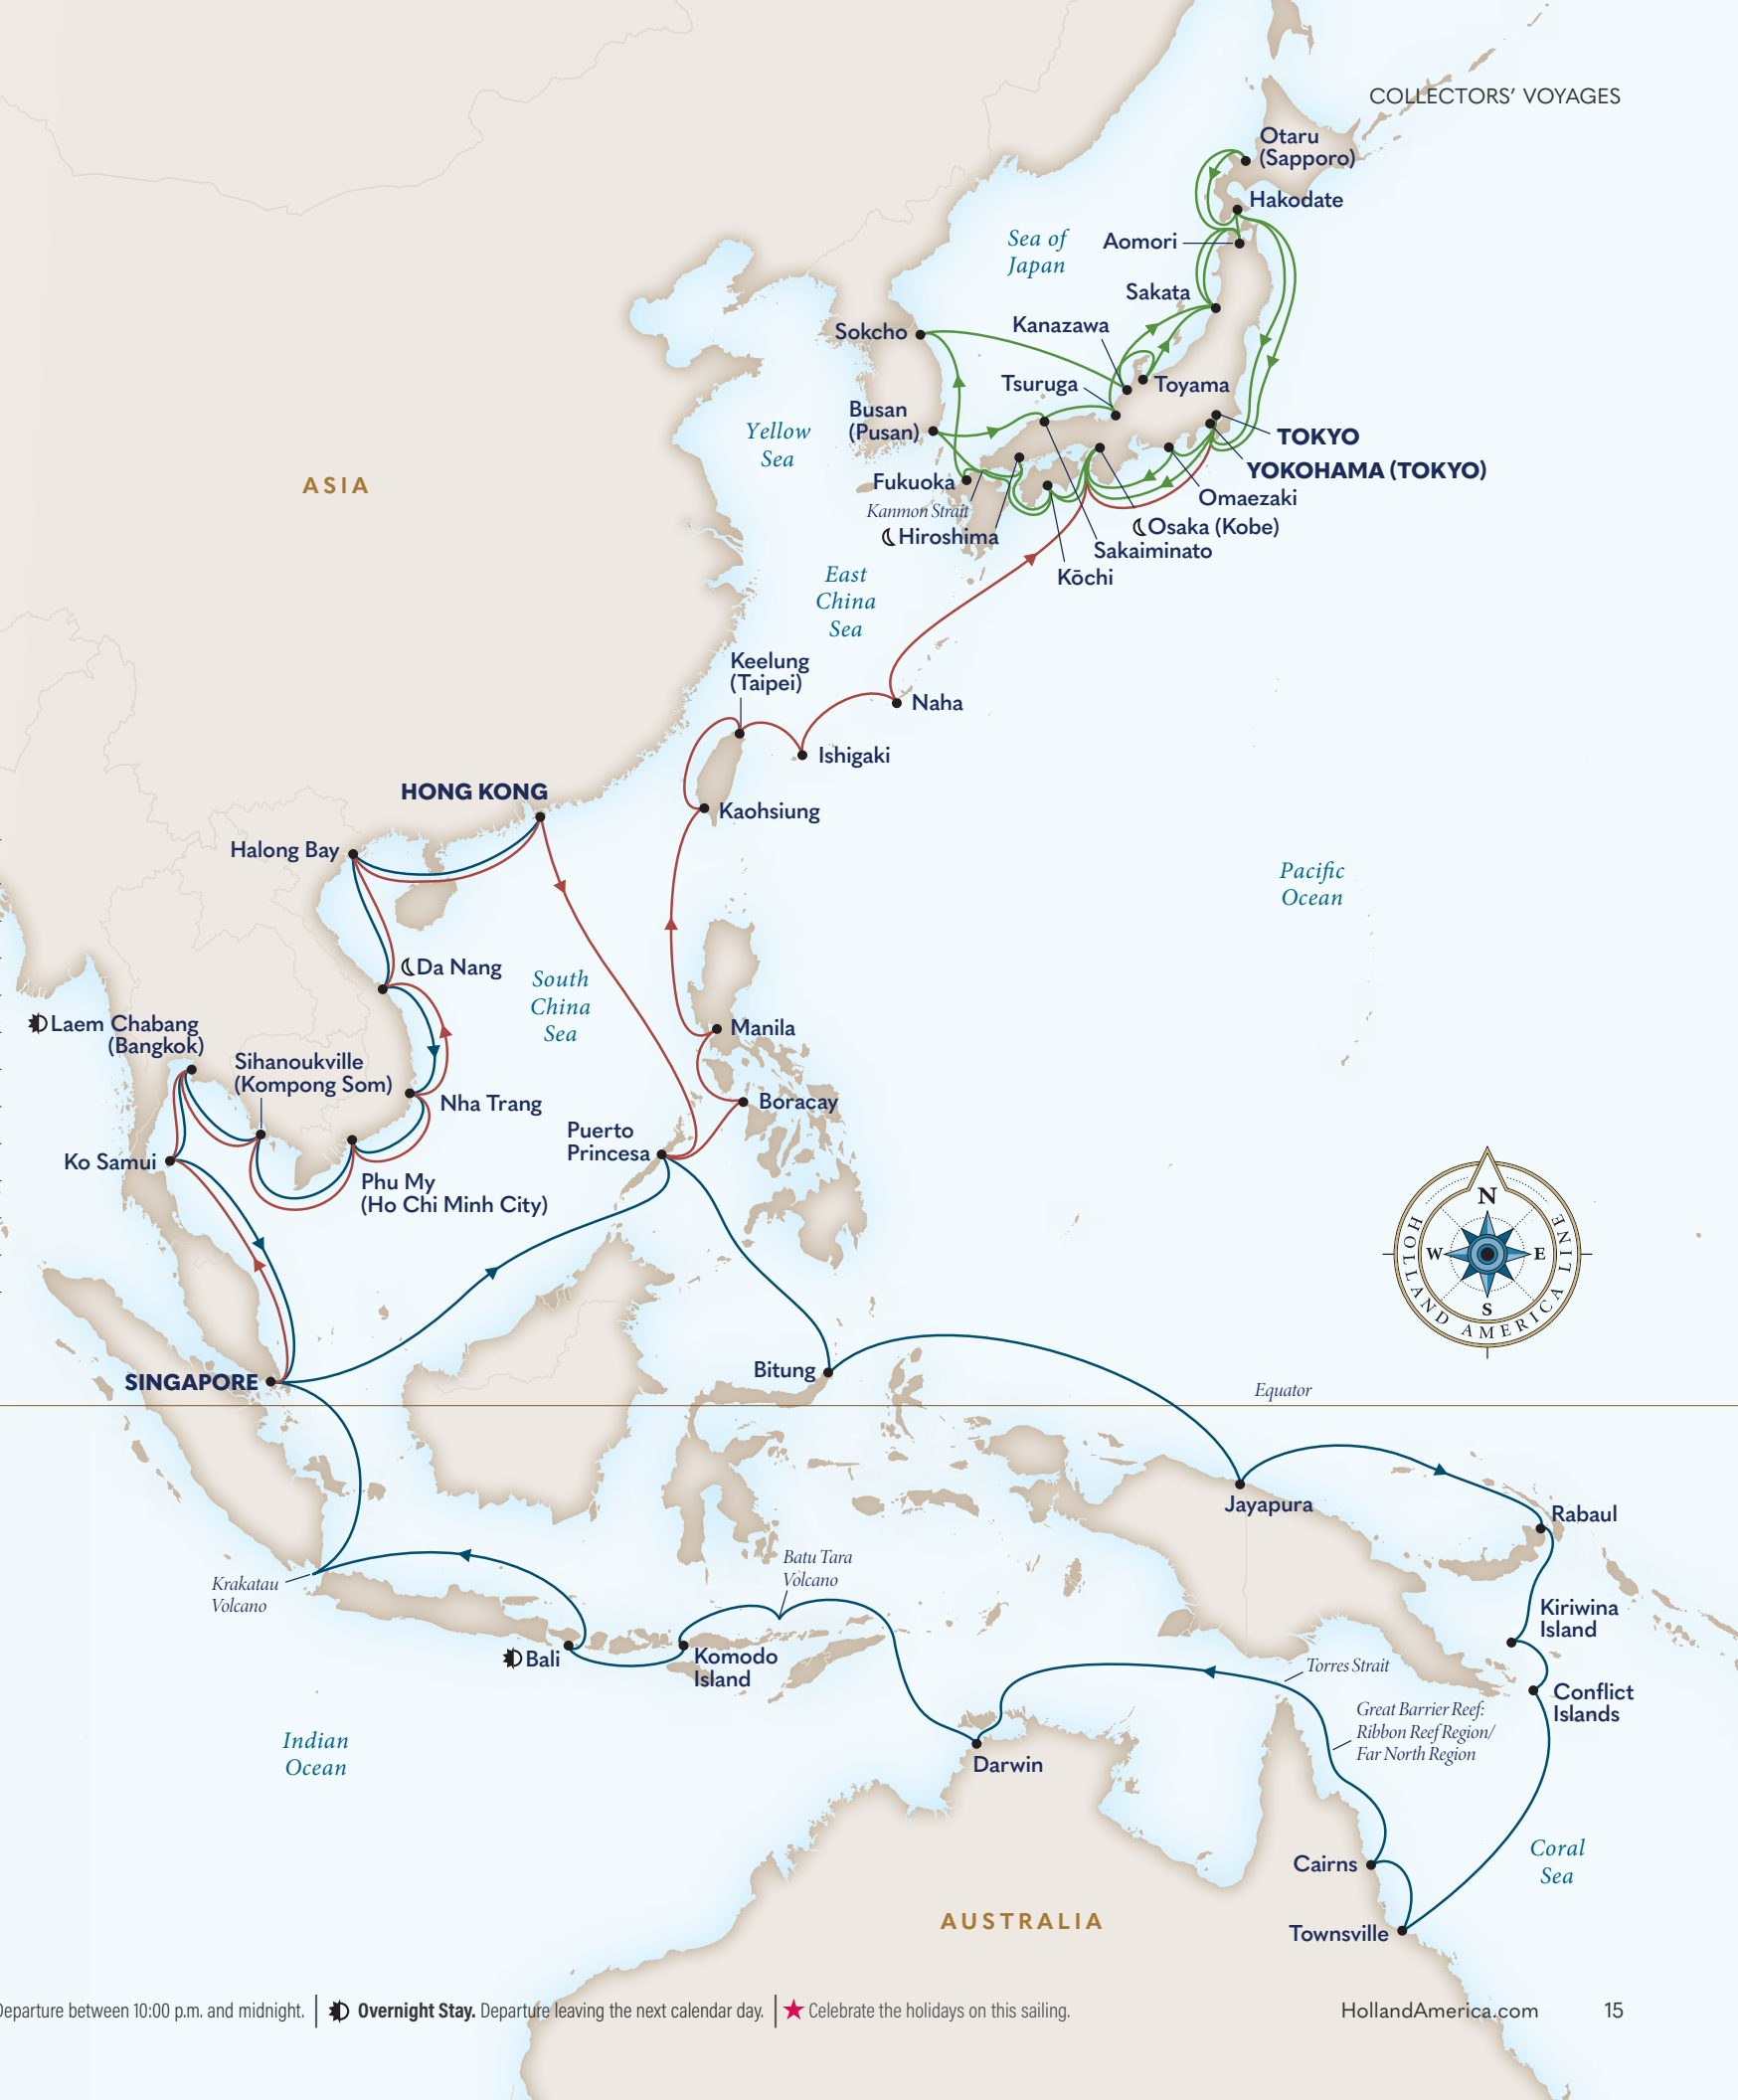 COLLECTORS' VOYAGES
Otaru
(Sapporo)
Hakodate
Sea of
Japan
Aomori
Sakata
Kanazawa
Sokcho
Tsuruga
Toyama
Busan
(Pusan)
Yellow
Sea
TOKYO
YOKOHAMA (TOKYO)
ASIA
Fukuoka
Omaezaki
Kanmon Strait
Osaka (Kobe)
Hiroshima
Sakaiminato
Kōchi
East
China
Sea
Keelung
(Taipei)
Naha
Ishigaki
HONG KONG
Kaohsiung
Halong Bay
Pacific
Ocean
Da Nang
South
China
Sea
Laem Chabang
(Bangkok)
Manila
Sihanoukville
(Kompong Som)
Nha Trang
Boracay
Puerto
Princesa
Ko Samui
Phu My
(Ho Chi Minh City)
N
W
E
S
HOLLAND AMERICA LINE
SINGAPORE
Bitung
Equator
Jayapura
Rabaul
Batu Tara
Volcano
Krakatau
Volcano
Kiriwina
Island
Bali
Komodo
Island
Torres Strait
Conflict
Islands
Great Barrier Reef:
Ribbon Reef Region/
Far North Region
Indian
Ocean
Darwin
Coral
Sea
Cairns
AUSTRALIA
Townsville
Departure between 10:00 p.m. and midnight. | Overnight Stay. Departure leaving the next calendar day. | ★ Celebrate the holidays on this sailing.
HollandAmerica.com 15